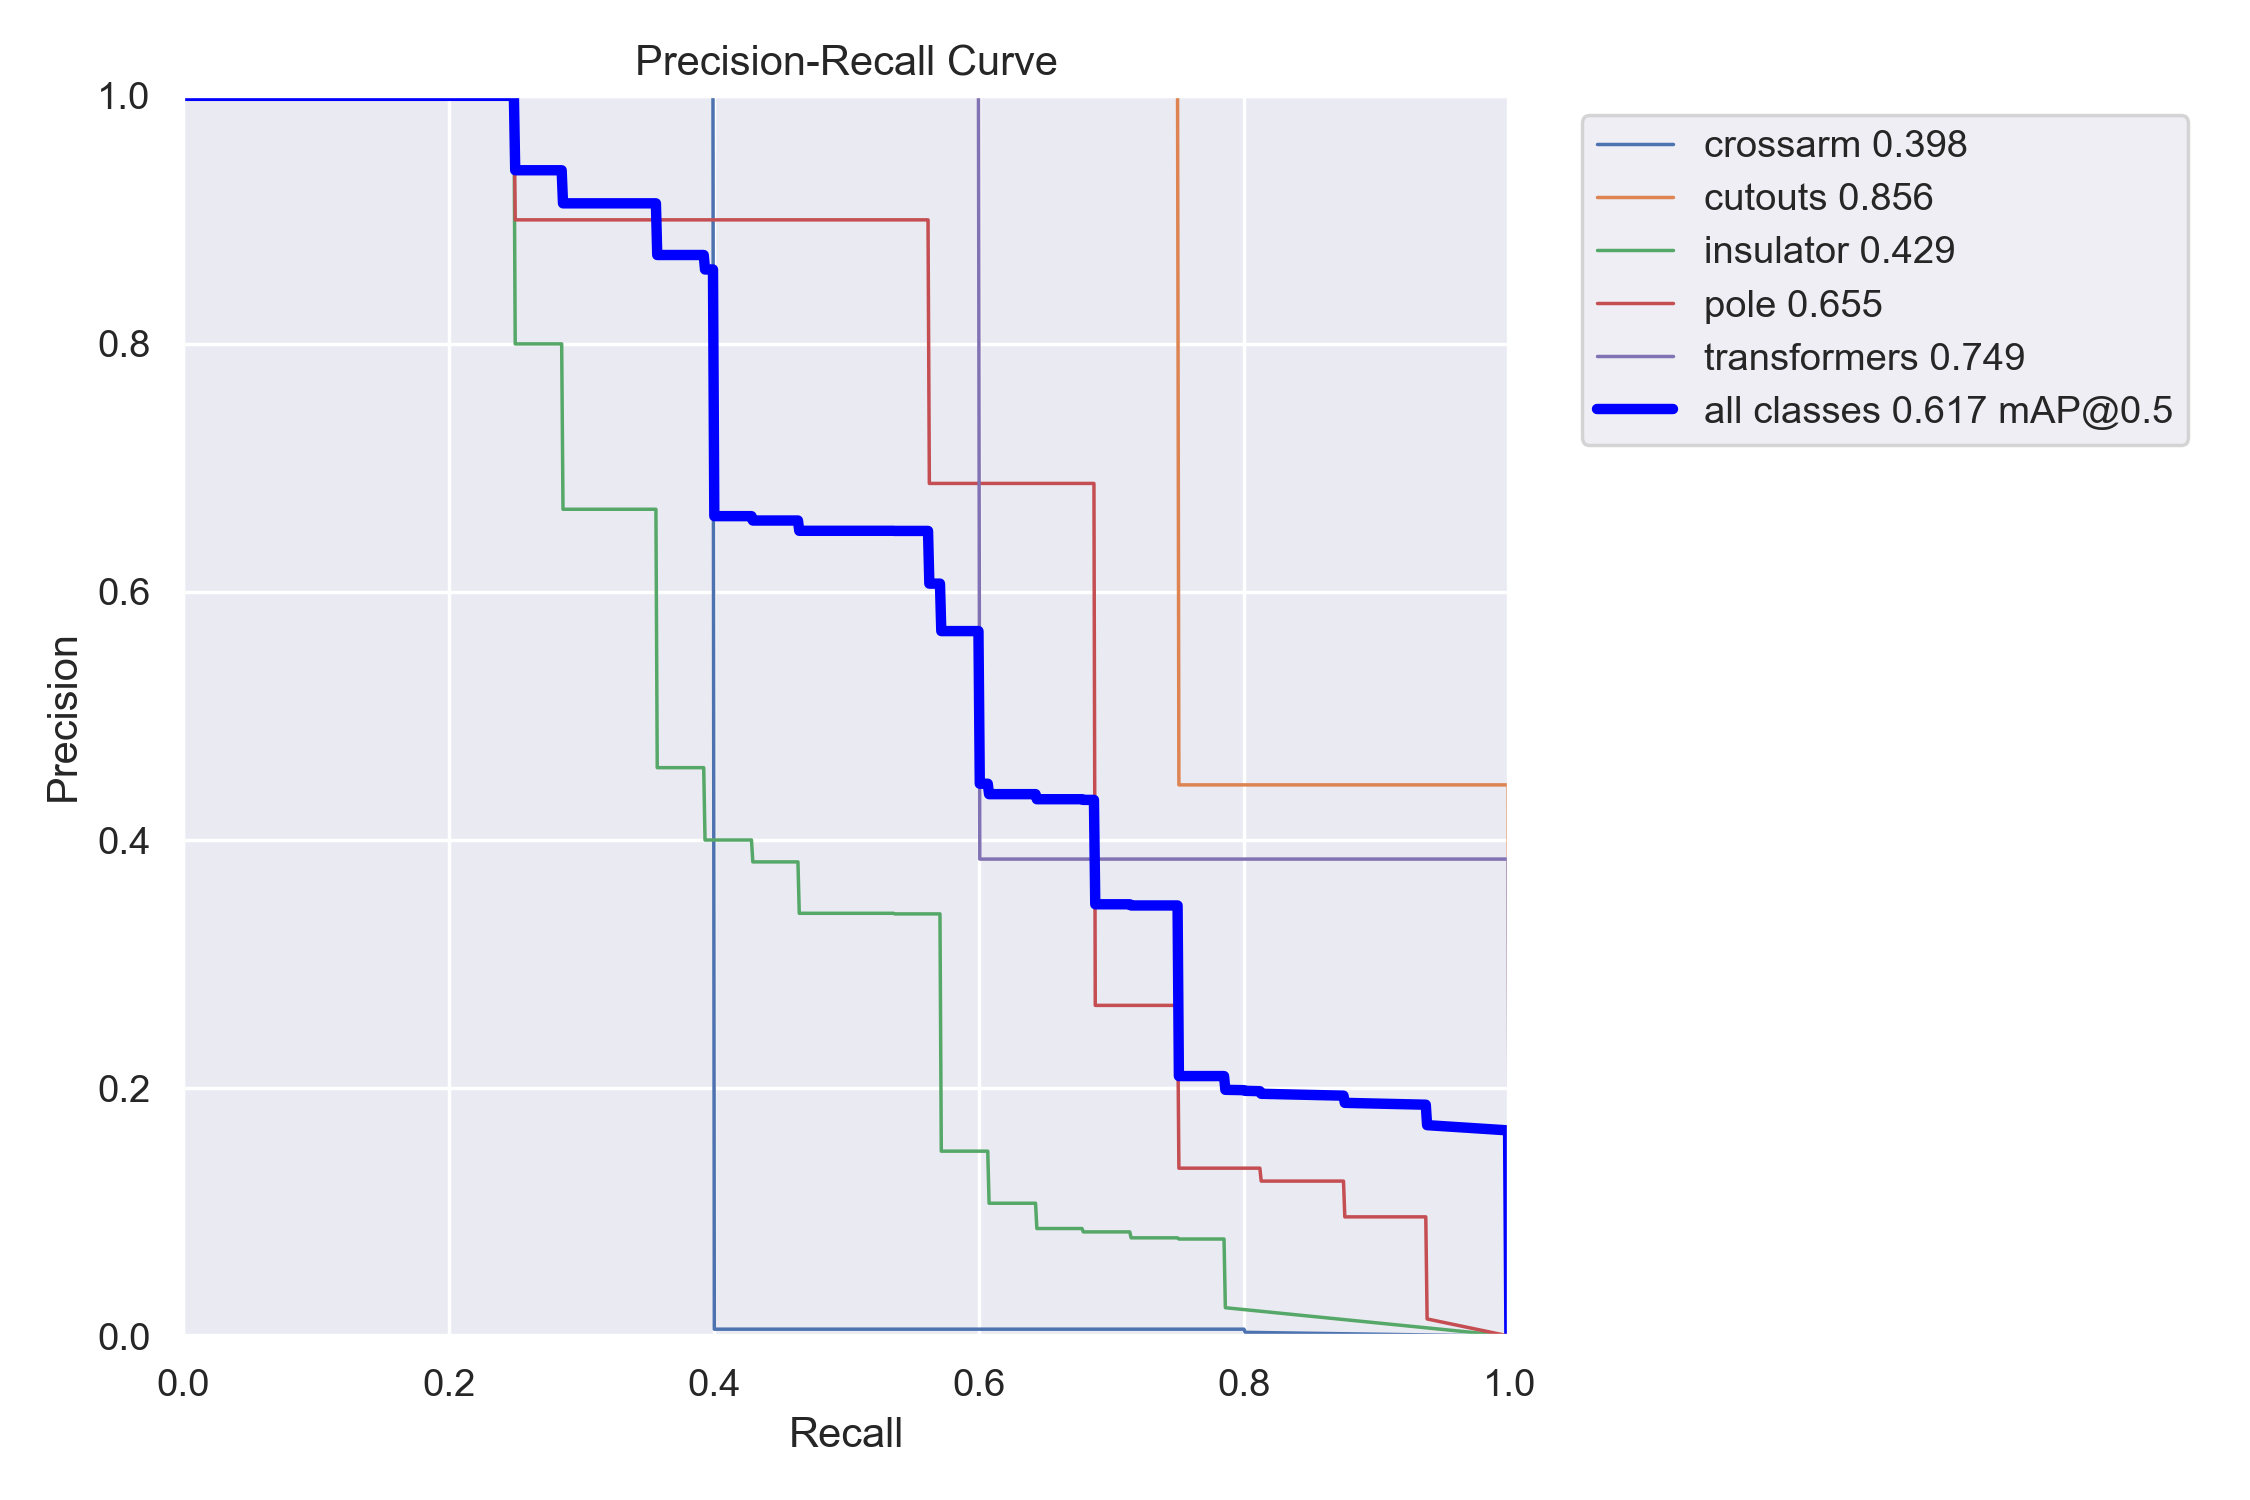 Precision-Recall Curve
1.0
0.8
0.6
0.4
0.2
0.0
Precision
0.0 0.2 0.4 0.6 0.8 1.0
Recall
crossarm 0.398
cutouts 0.856
insulator 0.429
pole 0.655
transformers 0.749
all classes 0.617 mAP@0.5